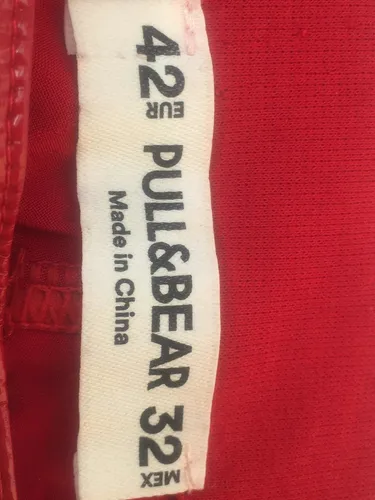 42 EUR PULL&BEAR 32 MEX
Made in China